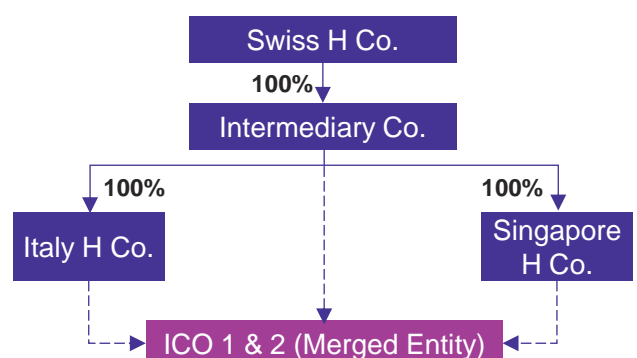 Swiss H Co.
100%
Intermediary Co.
100%
100%
Italy H Co.
Singapore
H Co.
ICO 1 & 2 (Merged Entity)